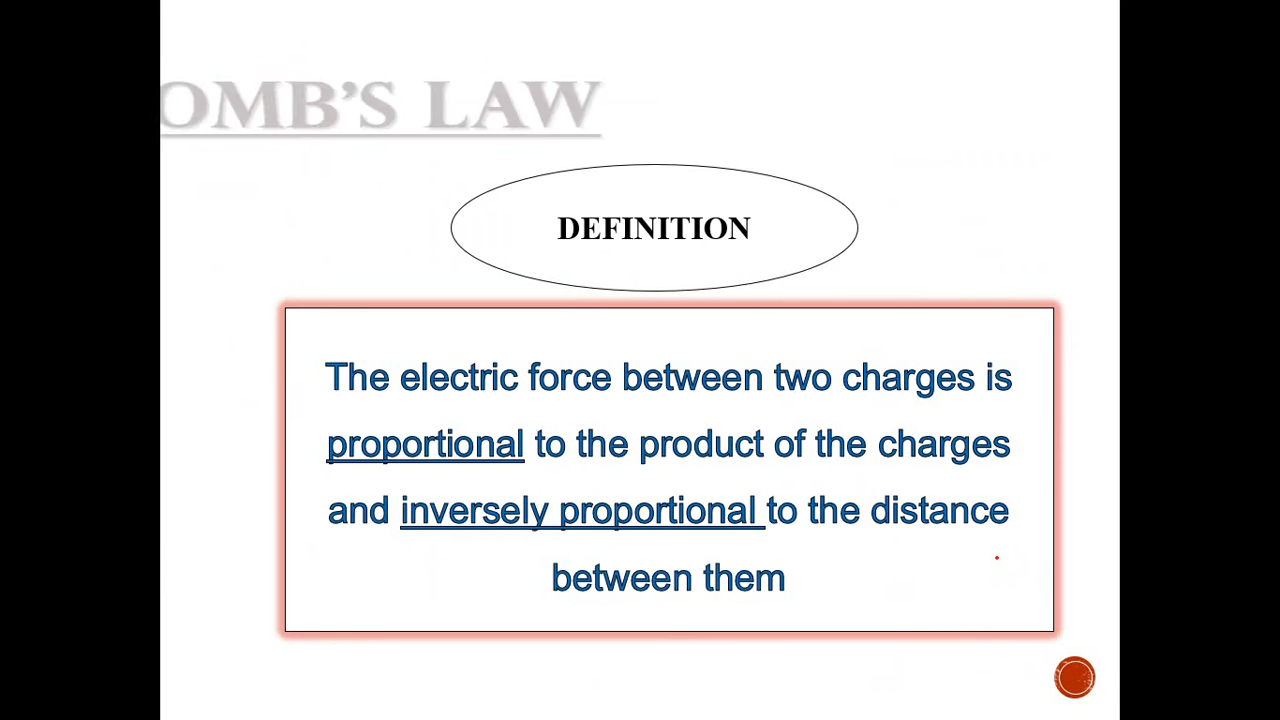 OMB'S LAW
DEFINITION
The electric force between two charges is
proportional to the product of the charges
and inversely proportional to the distance
between them